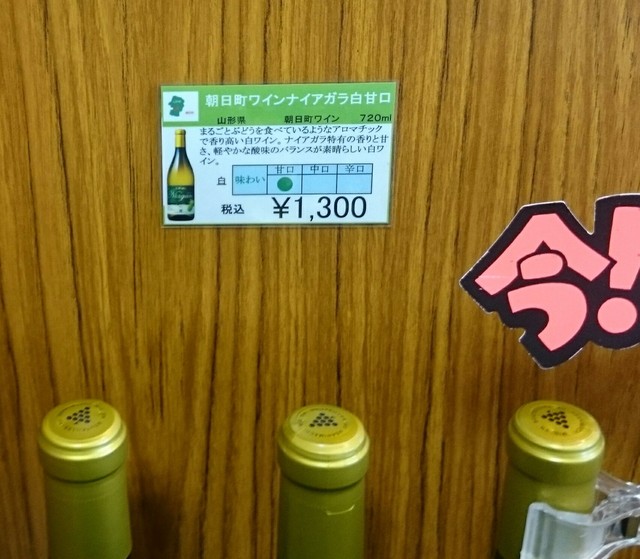 朝日町ワインナイアガラ白甘口
山形県 朝日町ワイン 720ml
まるごとぶどうを食べているようなアロマチック
で香り高い白ワイン。ナイアガラ特有の香りと甘
さ、軽やかな酸味のバランスが素晴らしい白ワ
イン。
甘口 中口 辛口
白 味わい
税込 ¥1,300
今!